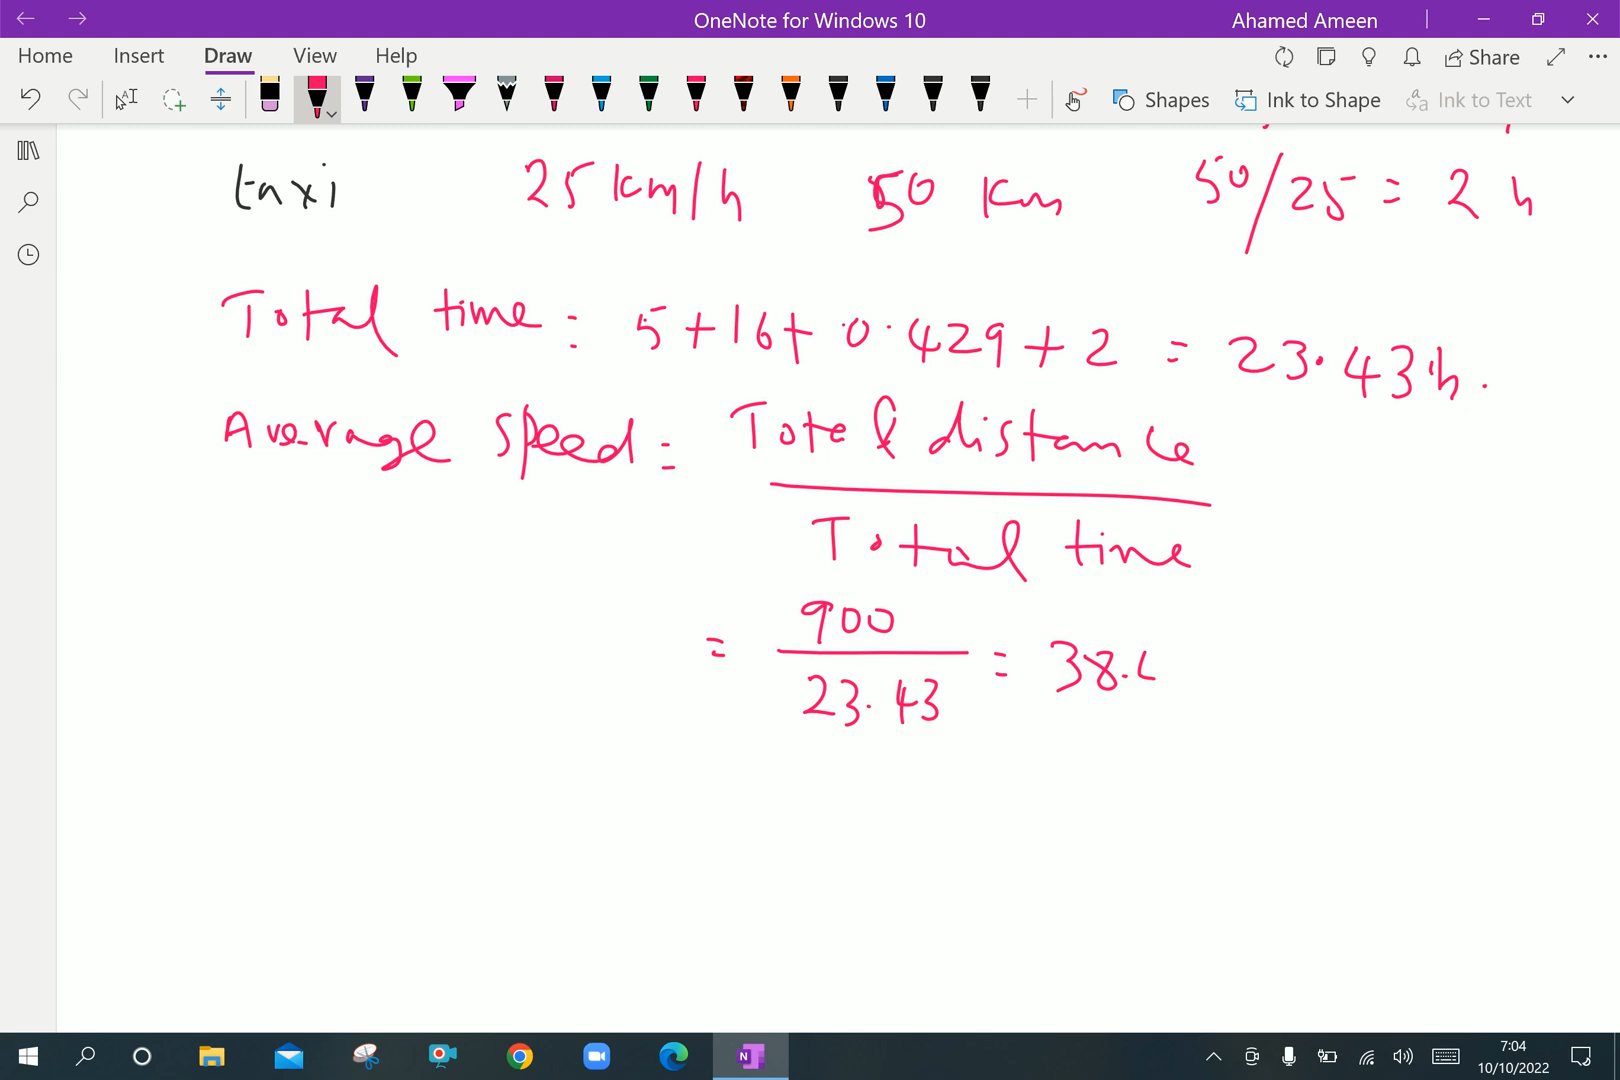 OneNote for Windows 10
Ahamed Ameen
Home Insert Draw View Help
Share
Shapes Ink to Shape Ink to Text
taxi 25 km/h 50 Km 50/25 = 2 h
Total time = 5+16+0.429+2 = 23.43 h.
Average speed = Total distance
Total time
= 900
23.43
= 38.
7:04
10/10/2022